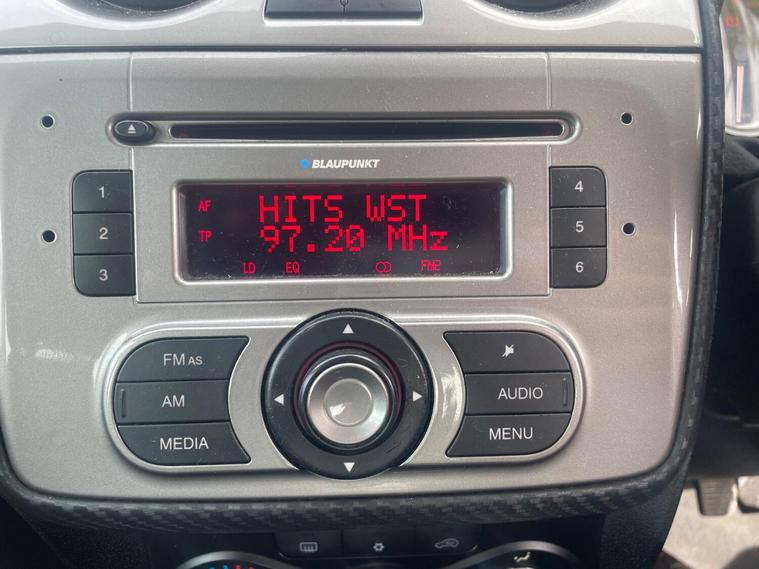 BLAUPUNKT
1
2
3
4
5
6
AF
HITS WST
TP
97.20 MHz
LD EQ FM2
FM AS
AM
MEDIA
AUDIO
MENU